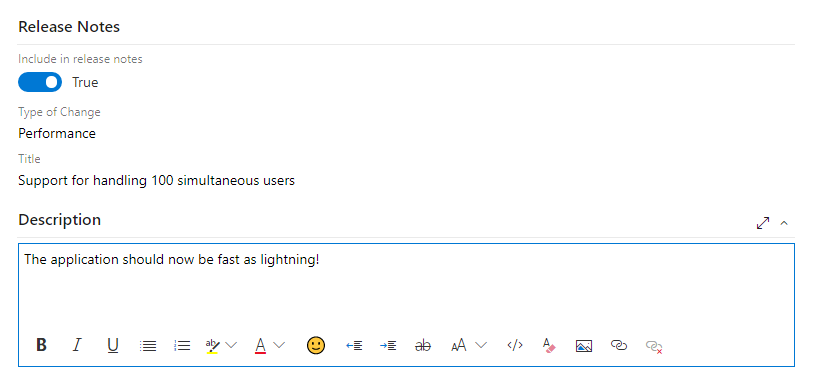 Release Notes
Include in release notes
True
Type of Change
Performance
Title
Support for handling 100 simultaneous users
Description
The application should now be fast as lightning!
B I U ab A ab AA </> A